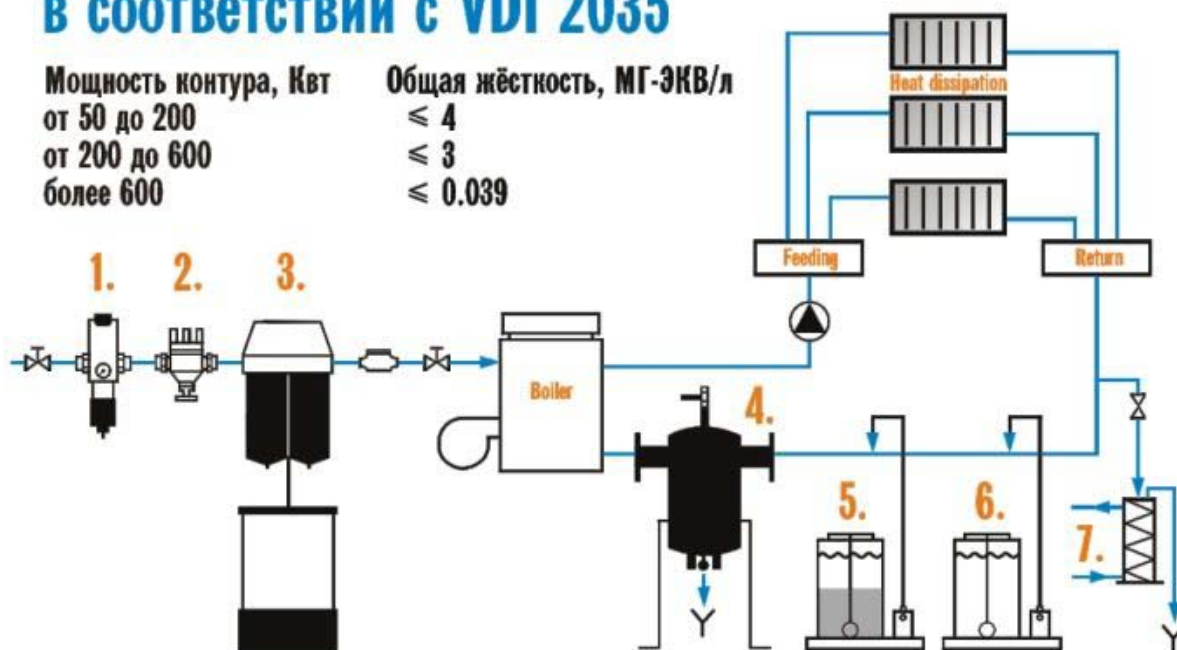 в соответствии с VDI 2035
Мощность контура, Квт Общая жёсткость, МГ-ЭКВ/л
от 50 до 200 ≤ 4
от 200 до 600 ≤ 3
более 600 ≤ 0.039
Heat dissipation
Feeding
Return
1. 2. 3.
Boiler
4.
5.
6.
7.